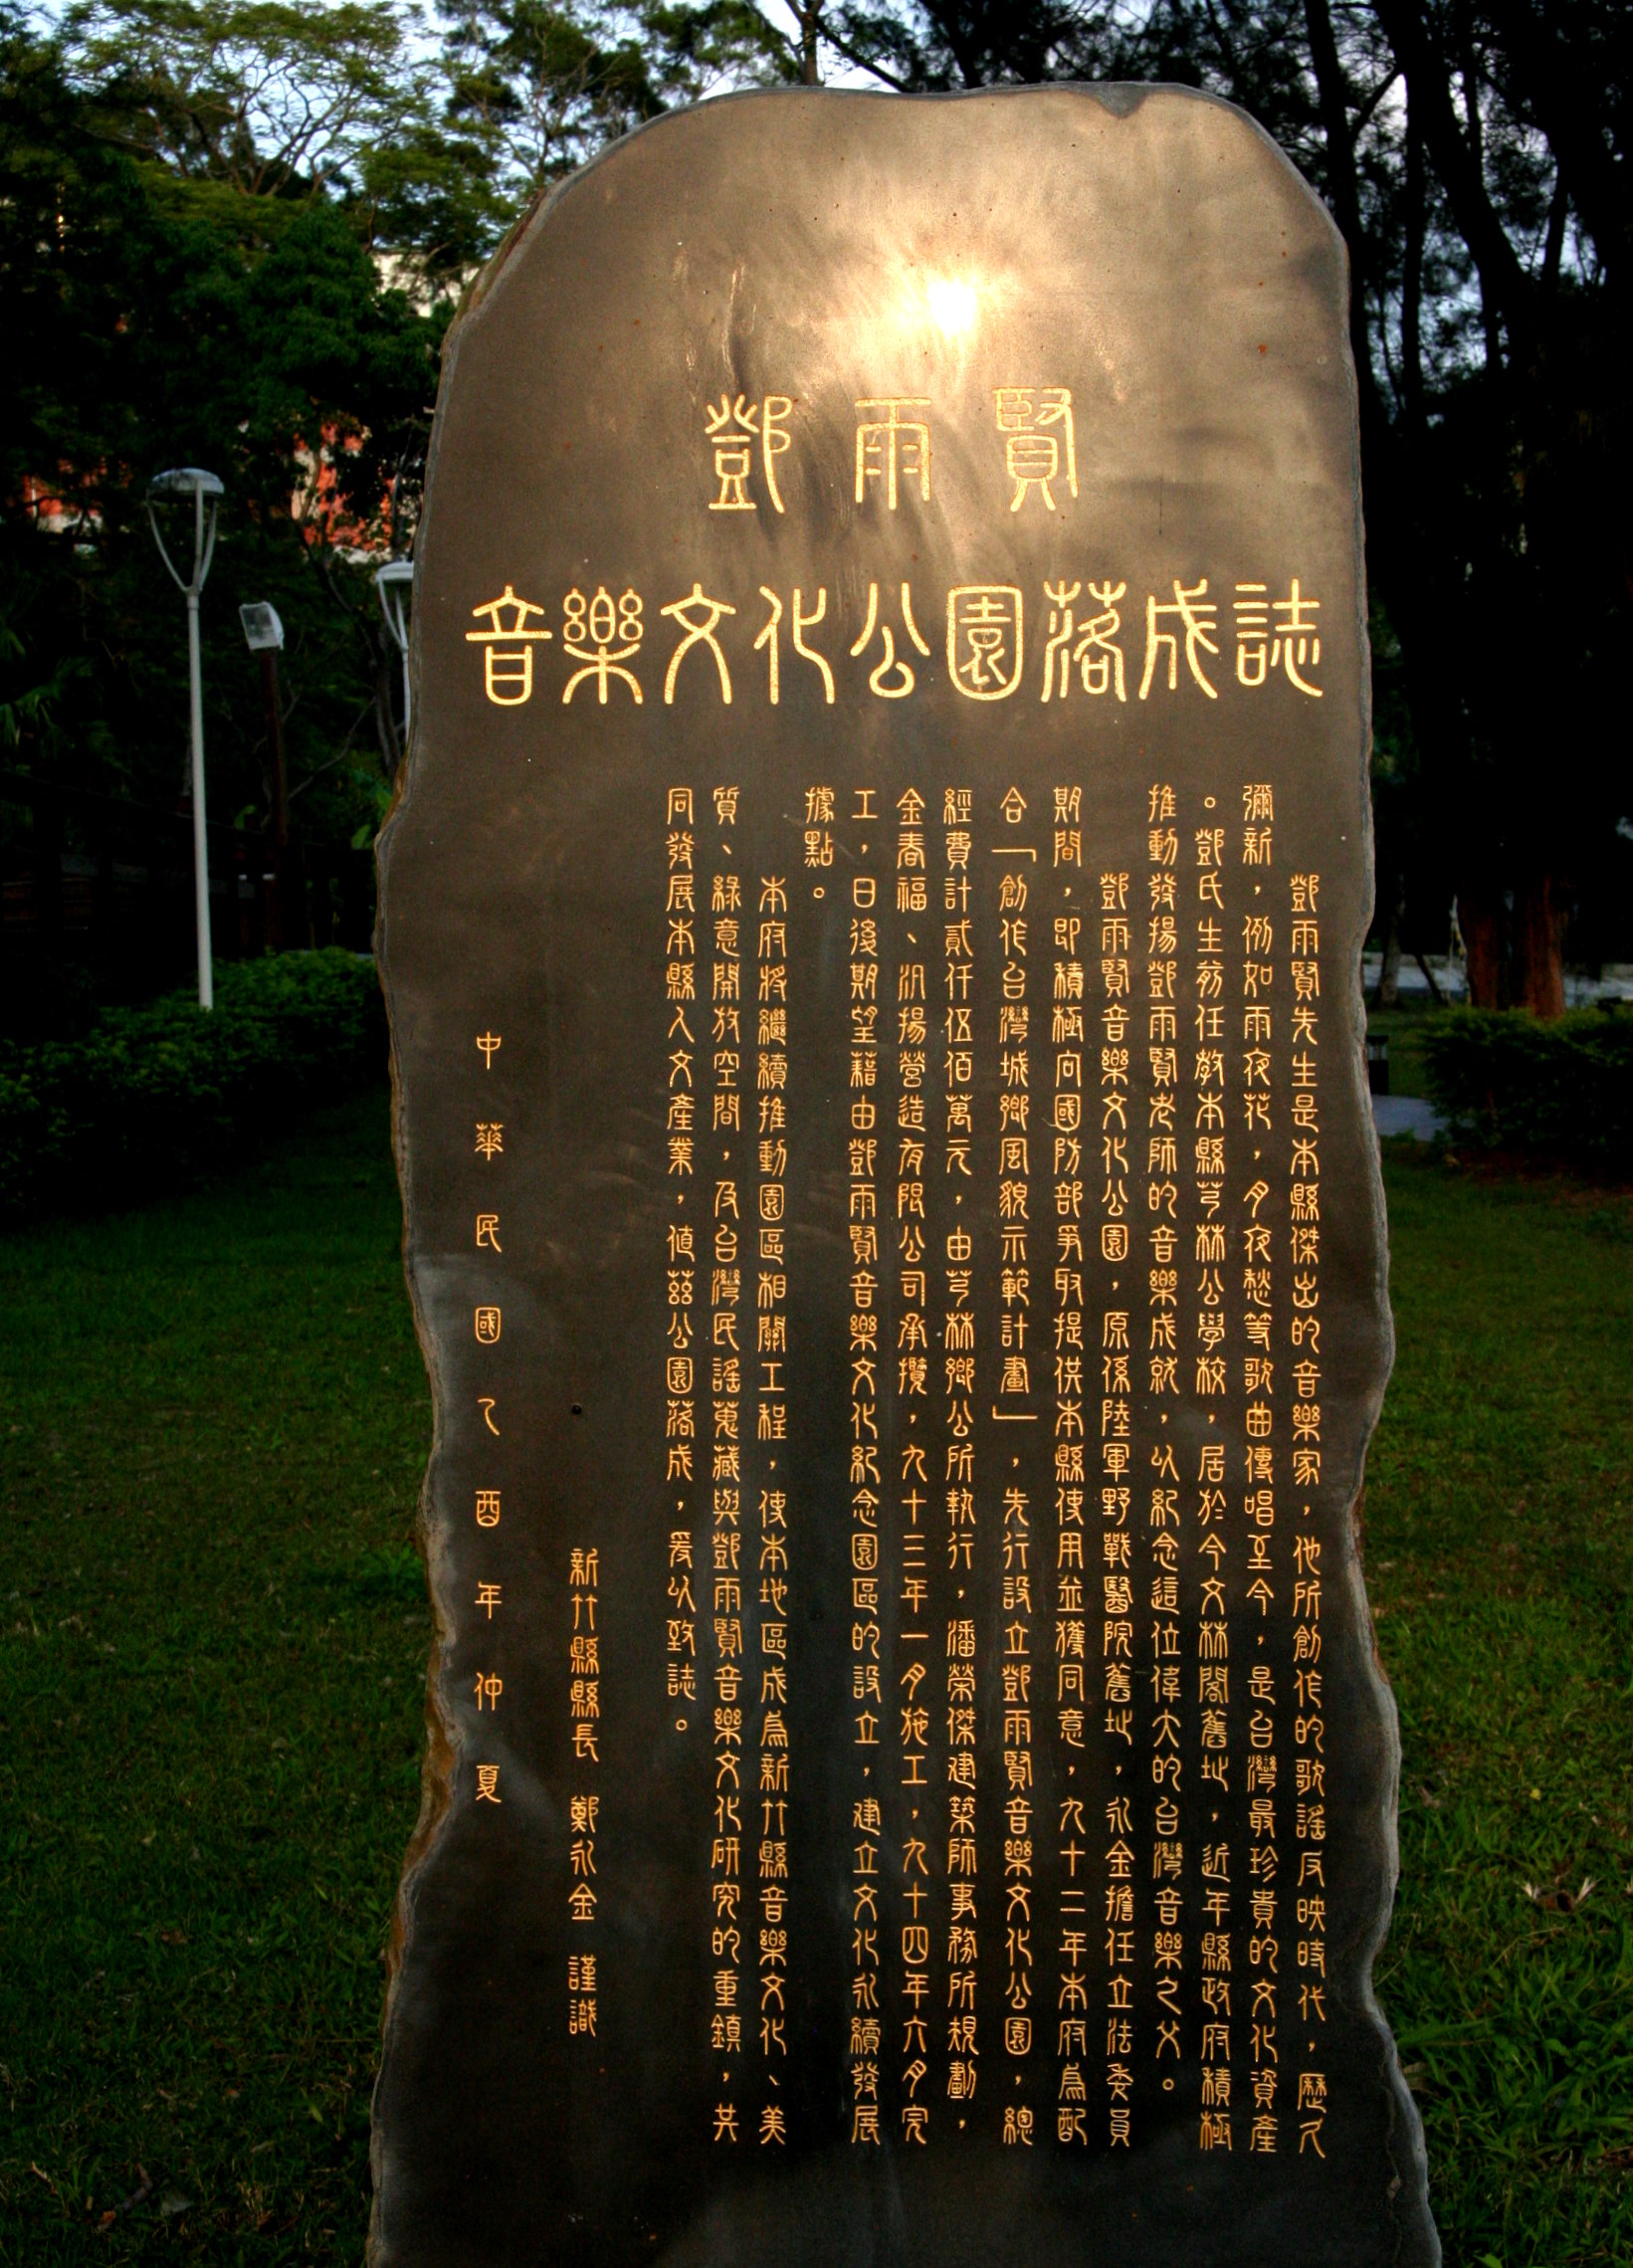 鄧雨賢
音樂文化公園落成誌
鄧雨賢先生是本縣傑出的音樂家，他所創作的歌謠反映時代，歷久
彌新，例如雨夜花，月夜愁等歌曲傳唱至今，是台灣最珍貴的文化資產
。鄧氏生前任教本縣芎林公學校，居於今文林閣舊址，近年縣政府積極
推動發揚鄧雨賢老師的音樂成就，以紀念這位偉大的台灣音樂之父。
鄧雨賢音樂文化公園，原係陸軍野戰醫院舊址，永金擔任立法委員
期間，即積極向國防部爭取提供本縣使用並獲同意，九十二年本府為配
合「創作台灣城鄉風貌示範計畫」，先行設立鄧雨賢音樂文化公園，總
經費計貳仟伍佰萬元，由芎林鄉公所執行，潘榮傑建築師事務所規劃，
金春福、汎揚營造有限公司承攬，九十三年一月施工，九十四年六月完
工，日後期望藉由鄧雨賢音樂文化紀念園區的設立，建立文化永續發展
據點。
本府將繼續推動園區相關工程，使本地區成為新竹縣音樂文化、美
質、綠意開放空間，及台灣民謠蒐藏與鄧雨賢音樂文化研究的重鎮，共
同發展本縣人文產業，值茲公園落成，爰以致誌。
新竹縣縣長 鄭永金 謹識
中華民國乙酉年仲夏